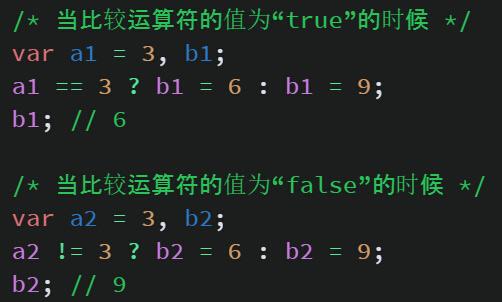 /* 当比较运算符的值为“true”的时候 */
var a1 = 3, b1;
a1 == 3 ? b1 = 6 : b1 = 9;
b1; // 6
/* 当比较运算符的值为“false”的时候 */
var a2 = 3, b2;
a2 != 3 ? b2 = 6 : b2 = 9;
b2; // 9